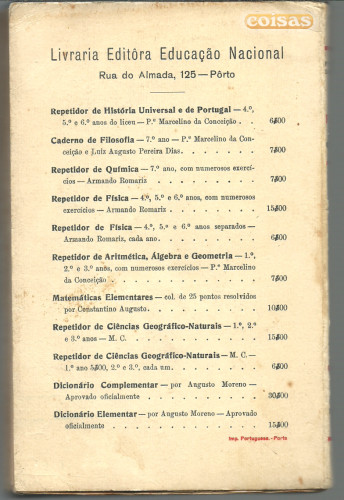 coisas
Livraria Editôra Educação Nacional
Rua do Almada, 125 — Pôrto
Repetidor de História Universal e de Portugal — 4.º,
5.º e 6.º anos do liceu — P.ᵉ Marcelino da Conceição . . 6$00
Caderno de Filosofia — 7.º ano — P.ᵉ Marcelino da Con-
ceição e Luíz Augusto Pereira Dias. . . . . . . 7$00
Repetidor de Química — 7.º ano, com numerosos exercí-
cios — Armando Romariz . . . . . . . . . 7$00
Repetidor de Física — 4.º, 5.º e 6.º anos, com numerosos
exercícios — Armando Romariz . . . . . . . . 15$00
Repetidor de Física — 4.º, 5.º e 6.º anos separados —
Armando Romariz, cada ano . . . . . . . . 6$00
Repetidor de Aritmética, Álgebra e Geometria — 1.º,
2.º e 3.º anos, com numerosos exercícios — P.ᵉ Marcelino
da Conceição . . . . . . . . . . . 7$00
Matemáticas Elementares — col. de 25 pontos resolvidos
por Constantino Augusto. . . . . . . . . . 10$00
Repetidor de Ciências Geográfico-Naturais — 1.º, 2.º
e 3.º anos — M. C. . . . . . . . . . . 15$00
Repetidor de Ciências Geográfico-Naturais — M. C. —
1.º ano 5$00, 2.º e 3.º, cada um. . . . . . . . 6$00
Dicionário Complementar — por Augusto Moreno —
Aprovado oficialmente . . . . . . . . . 30$00
Dicionário Elementar — por Augusto Moreno — Aprovado
oficialmente . . . . . . . . . . . . 15$00
Imp. Portuguesa.-Porto